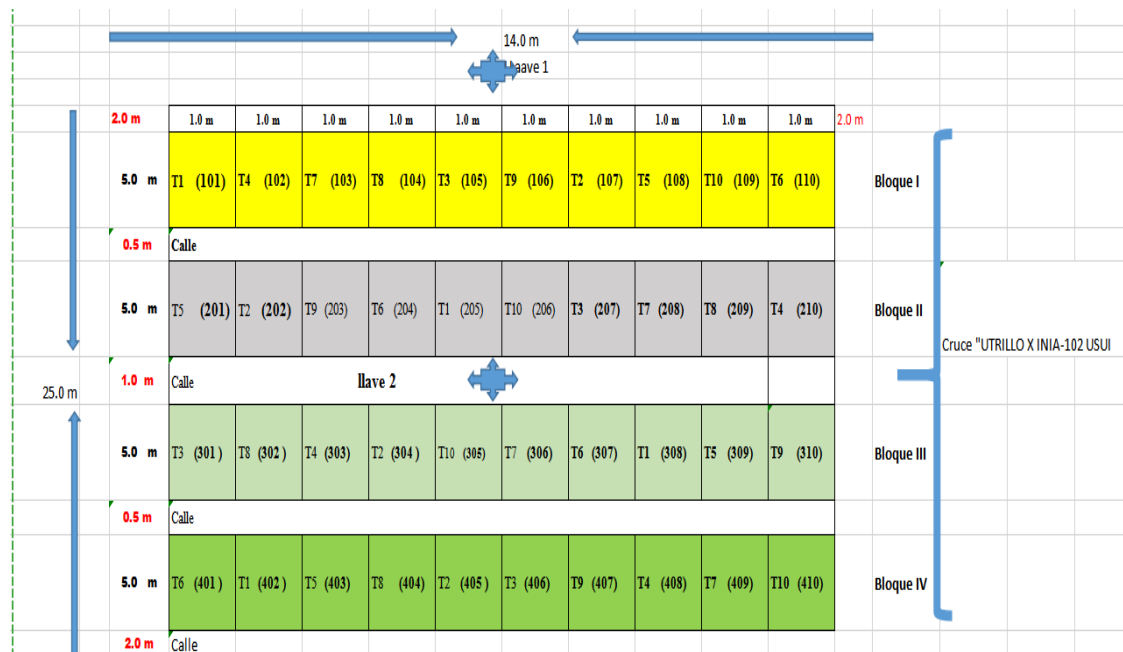 14.0 m
ave 1
2.0 m 1.0 m 1.0 m 1.0 m 1.0 m 1.0 m 1.0 m 1.0 m 1.0 m 1.0 m 1.0 m 2.0 m
5.0 m T1 (101) T4 (102) T7 (103) T8 (104) T3 (105) T9 (106) T2 (107) T5 (108) T10 (109) T6 (110) Bloque I
0.5 m Calle
5.0 m T5 (201) T2 (202) T9 (203) T6 (204) T1 (205) T10 (206) T3 (207) T7 (208) T8 (209) T4 (210) Bloque II
Cruce "UTRILLO X INIA-102 USUI
1.0 m Calle llave 2
25.0 m
5.0 m T3 (301) T8 (302) T4 (303) T2 (304) T10 (305) T7 (306) T6 (307) T1 (308) T5 (309) T9 (310) Bloque III
0.5 m Calle
5.0 m T6 (401) T1 (402) T5 (403) T8 (404) T2 (405) T3 (406) T9 (407) T4 (408) T7 (409) T10 (410) Bloque IV
2.0 m Calle